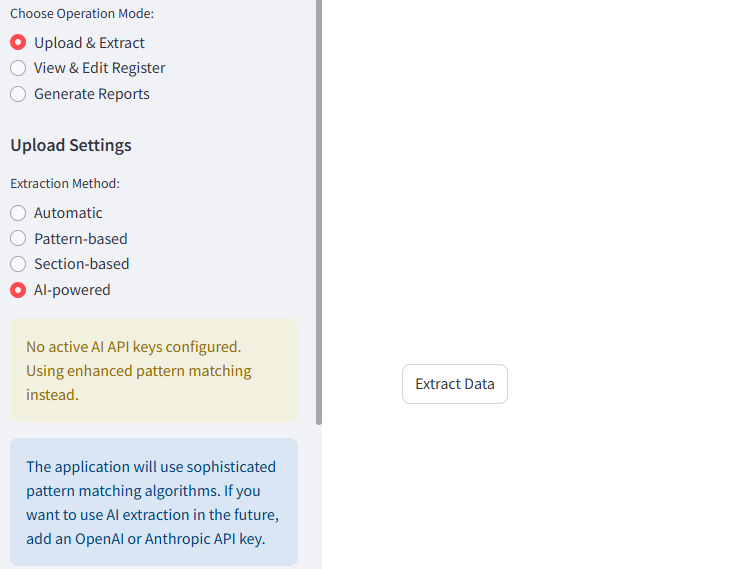 Choose Operation Mode:
Upload & Extract
View & Edit Register
Generate Reports
Upload Settings
Extraction Method:
Automatic
Pattern-based
Section-based
AI-powered
No active AI API keys configured.
Using enhanced pattern matching
instead.
Extract Data
The application will use sophisticated
pattern matching algorithms. If you
want to use AI extraction in the future,
add an OpenAI or Anthropic API key.